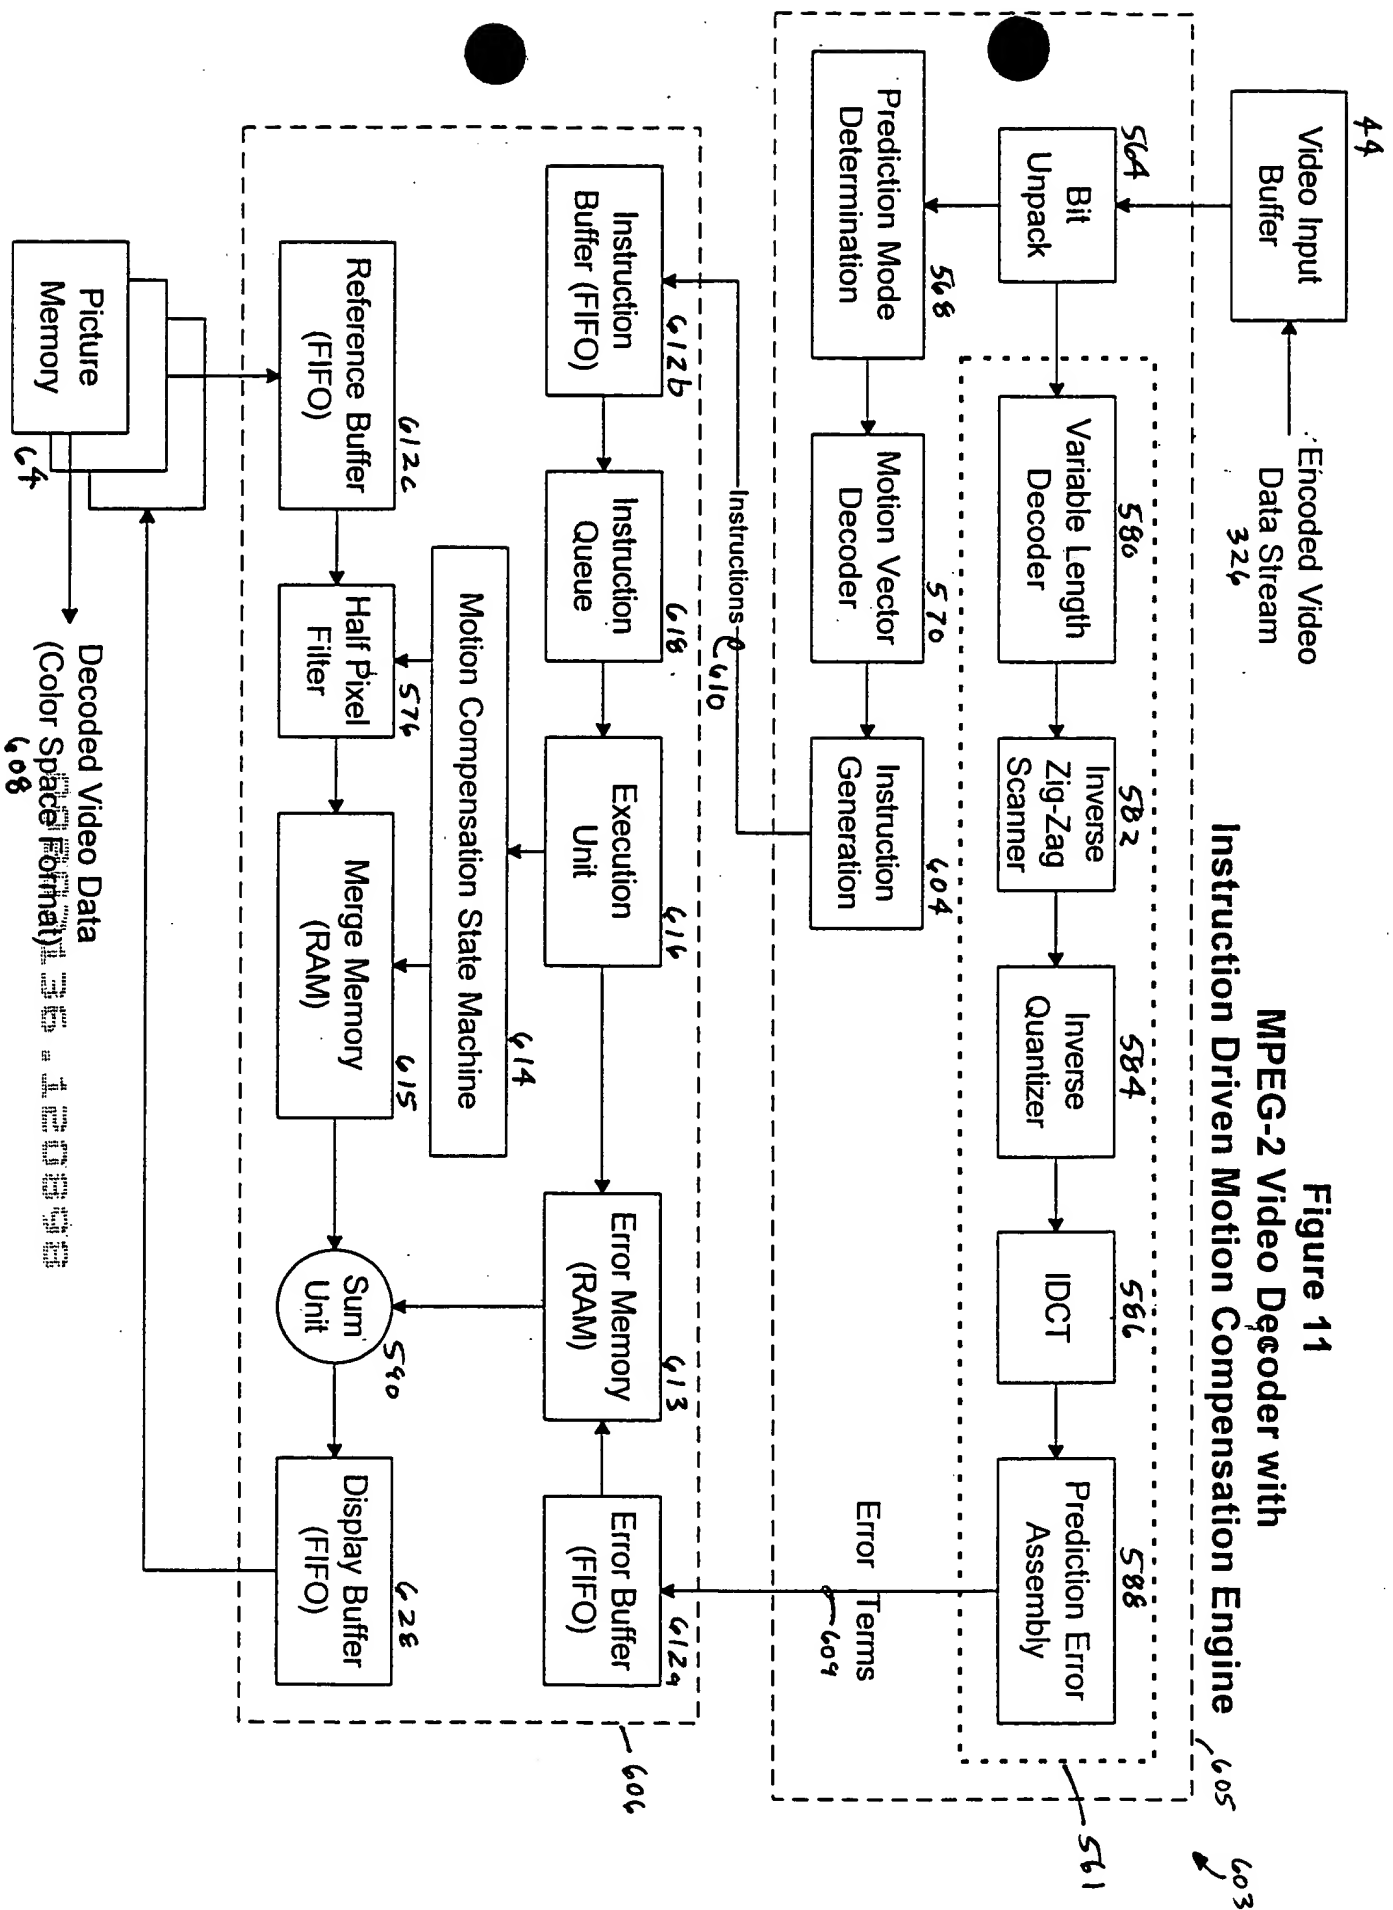 Figure 11
MPEG-2 Video Decoder with
Instruction Driven Motion Compensation Engine
603
605
44
Video Input
Buffer
Encoded Video
Data Stream
326
564
Bit
Unpack
580
Variable Length
Decoder
582
Inverse
Zig-Zag
Scanner
584
Inverse
Quantizer
586
IDCT
588
Prediction Error
Assembly
561
Prediction Mode
Determination
568
Motion Vector
Decoder
570
Instruction
Generation
604
Error Terms
609
Instructions
610
606
Instruction
Buffer (FIFO)
612b
Instruction
Queue
618
Execution
Unit
616
Error Memory
(RAM)
613
Error Buffer
(FIFO)
612a
Motion Compensation State Machine
614
Reference Buffer
(FIFO)
612c
Half Pixel
Filter
576
Merge Memory
(RAM)
615
Sum
Unit
590
Display Buffer
(FIFO)
628
Picture
Memory
64
Decoded Video Data
(Color Space Format)
608